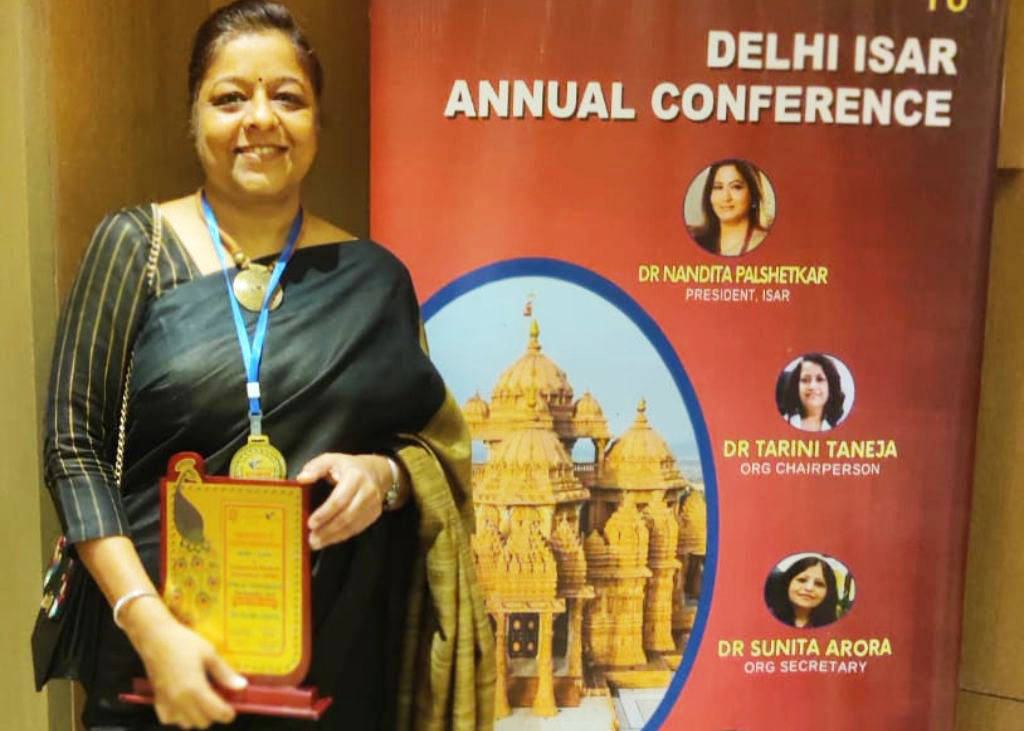 DELHI ISAR
ANNUAL CONFERENCE
DR NANDITA PALSHETKAR
PRESIDENT, ISAR
DR TARINI TANEJA
ORG CHAIRPERSON
DR SUNITA ARORA
ORG SECRETARY